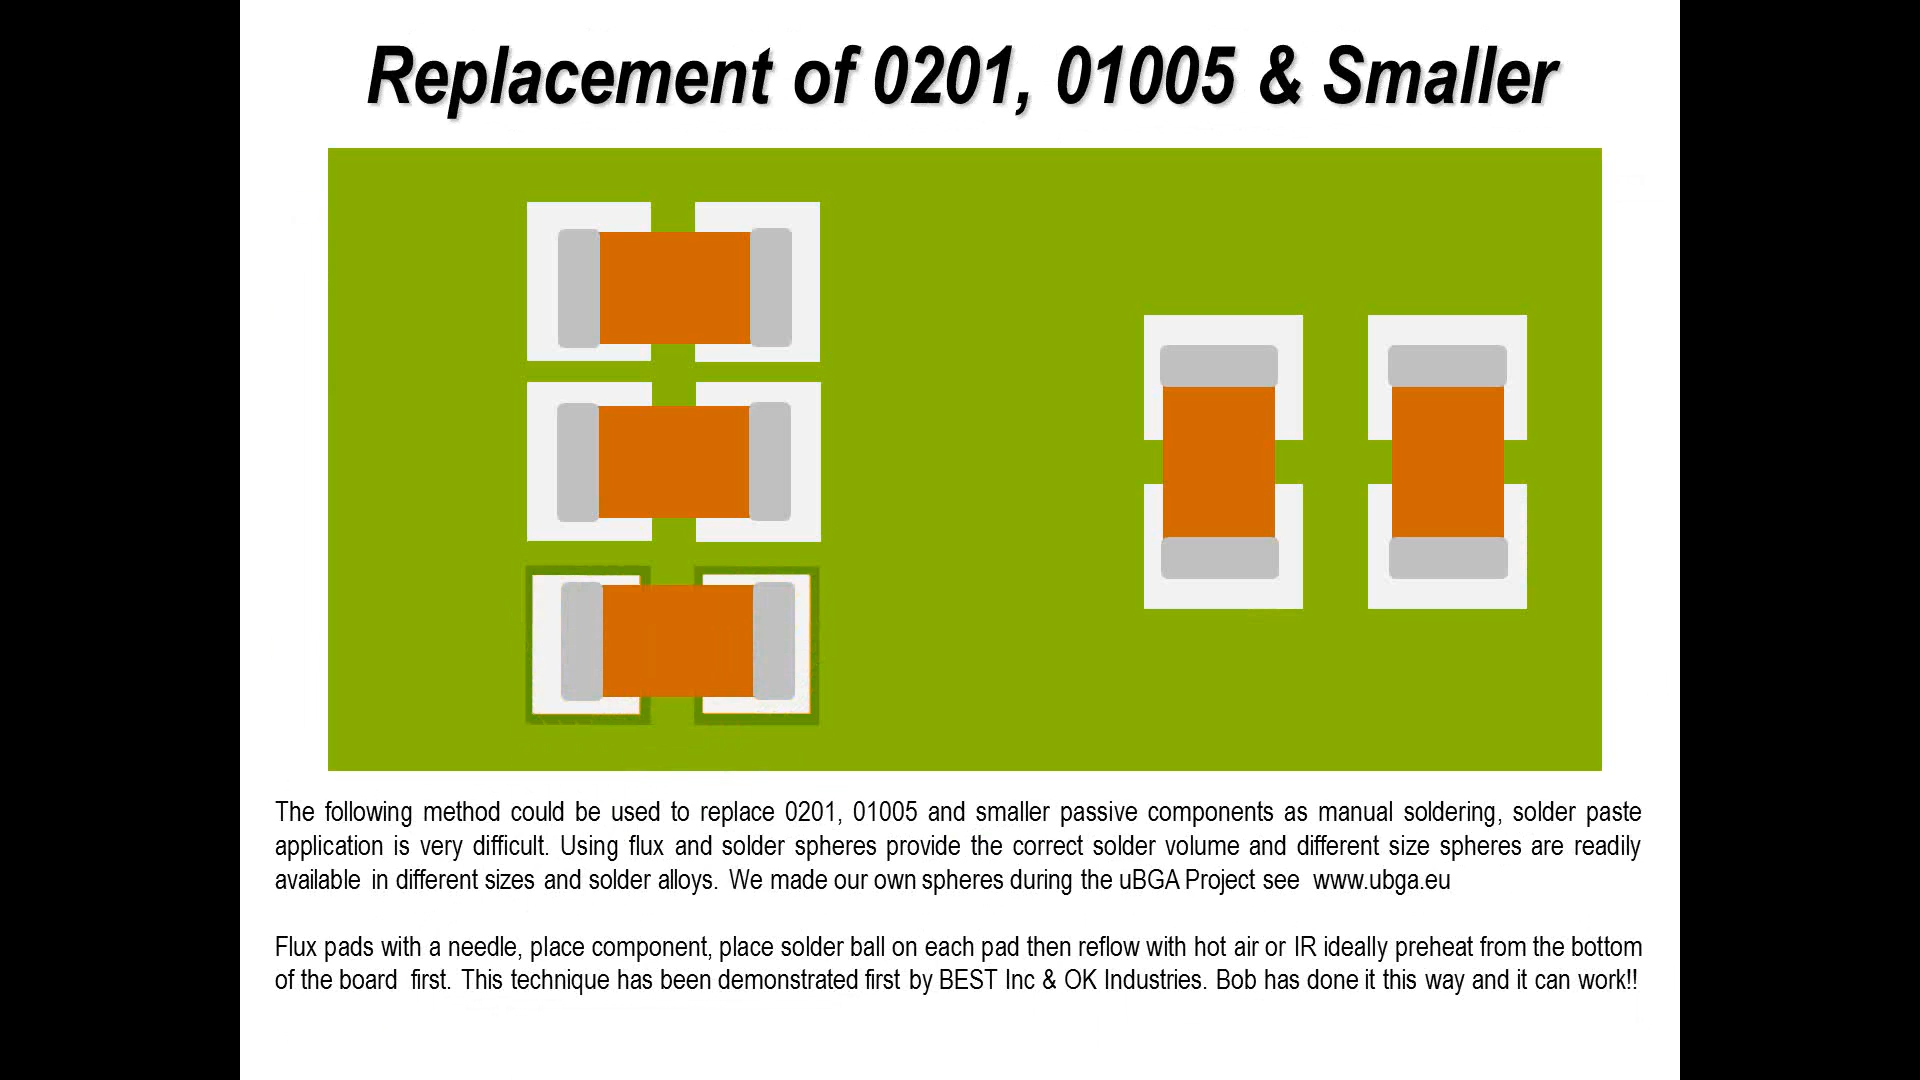 Replacement of 0201, 01005 & Smaller
The following method could be used to replace 0201, 01005 and smaller passive components as manual soldering, solder paste
application is very difficult. Using flux and solder spheres provide the correct solder volume and different size spheres are readily
available in different sizes and solder alloys. We made our own spheres during the uBGA Project see www.ubga.eu
Flux pads with a needle, place component, place solder ball on each pad then reflow with hot air or IR ideally preheat from the bottom
of the board first. This technique has been demonstrated first by BEST Inc & OK Industries. Bob has done it this way and it can work!!